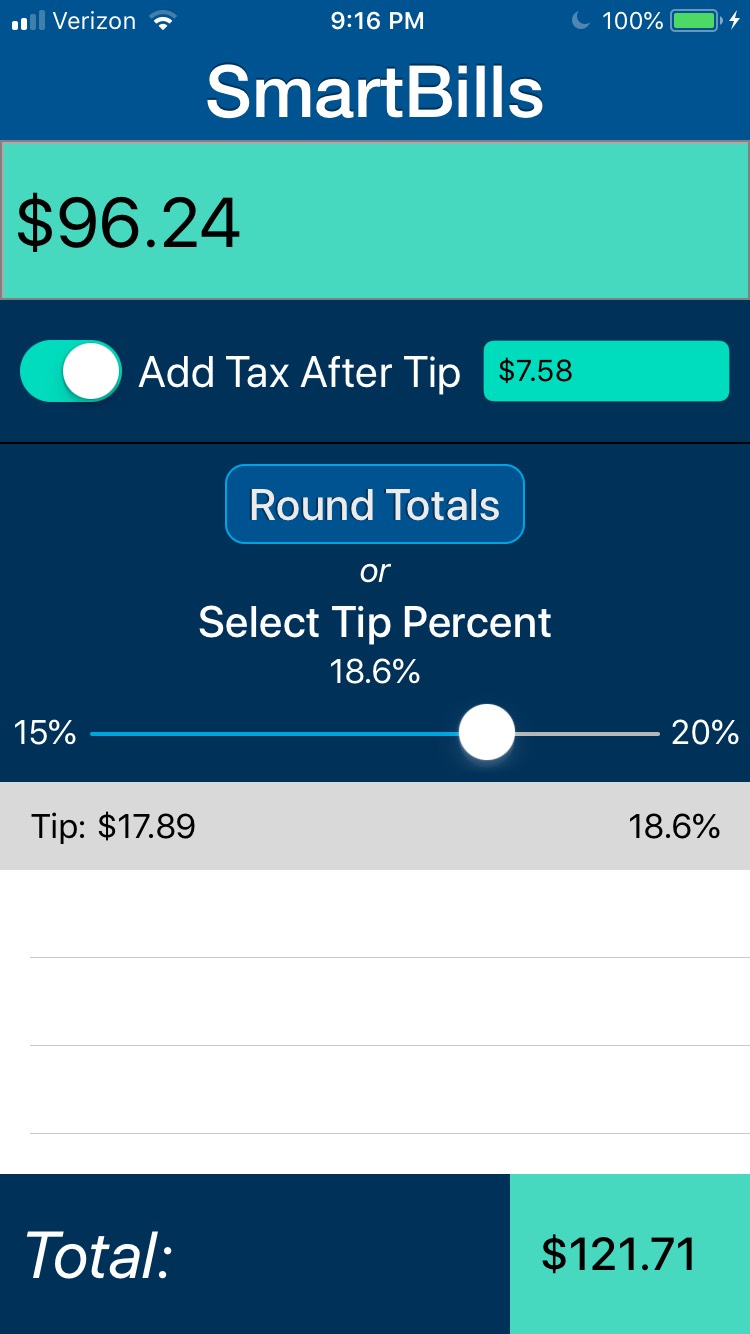 Verizon 9:16 PM 100%
SmartBills
$96.24
Add Tax After Tip $7.58
Round Totals
or
Select Tip Percent
18.6%
15% 20%
Tip: $17.89 18.6%
Total: $121.71